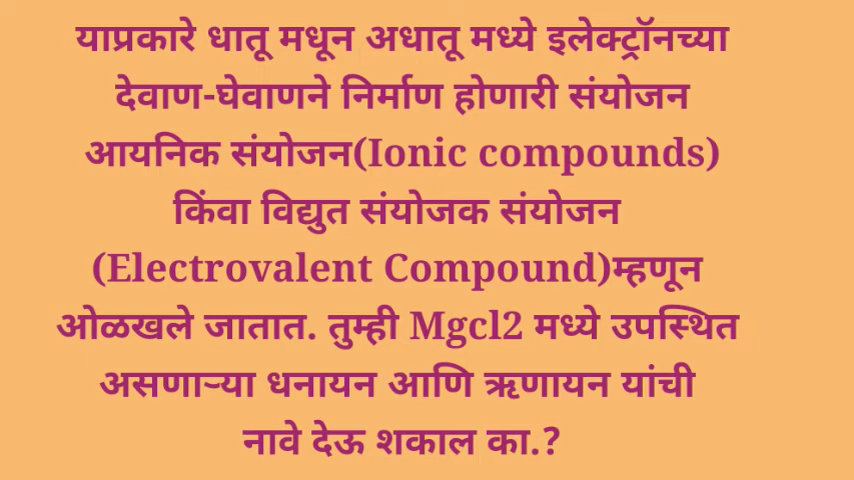 याप्रकारे धातू मधून अधातू मध्ये इलेक्ट्रॉनच्या
देवाण-घेवाणने निर्माण होणारी संयोजन
आयनिक संयोजन(Ionic compounds)
किंवा विद्युत संयोजक संयोजन
(Electrovalent Compound)म्हणून
ओळखले जातात. तुम्ही Mgcl2 मध्ये उपस्थित
असणाऱ्या धनायन आणि ऋणायन यांची
नावे देऊ शकाल का.?